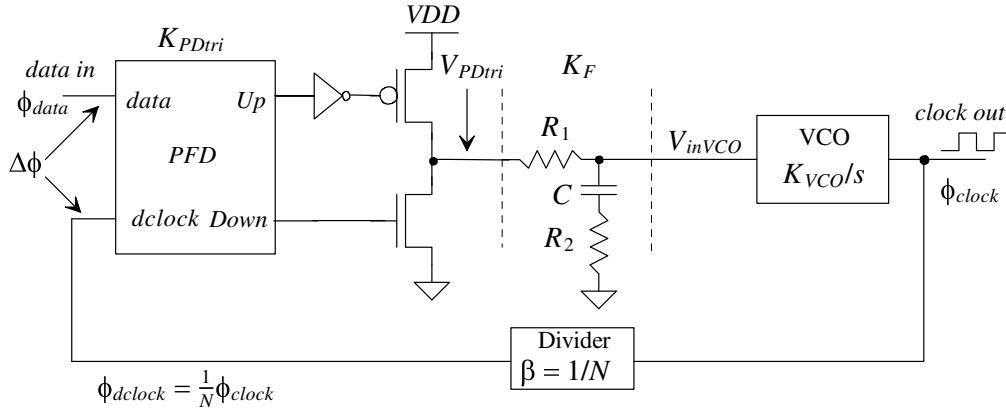 VDD
K_PDtri
V_PDtri
K_F
data in
ϕ_data
data
Up
R_1
clock out
V_inVCO
VCO
Δϕ
PFD
C
K_VCO/s
ϕ_clock
dclock
Down
R_2
Divider
β = 1/N
ϕ_dclock = 1/N ϕ_clock